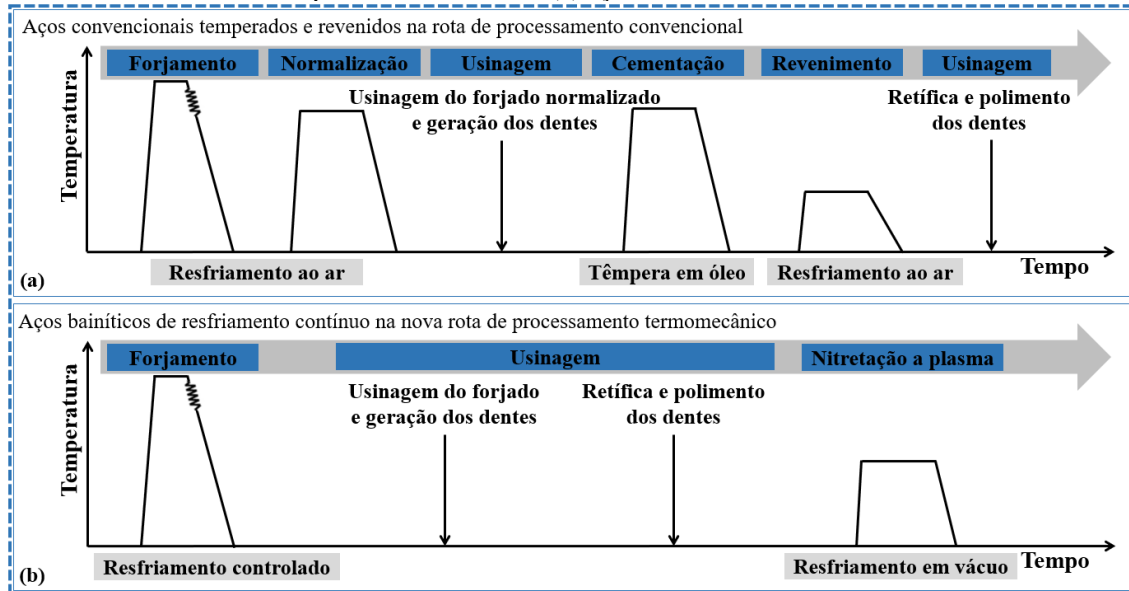 Aços convencionais temperados e revenidos na rota de processamento convencional
Forjamento Normalização Usinagem Cementação Revenimento Usinagem
Usinagem do forjado normalizado
e geração dos dentes
Retífica e polimento
dos dentes
Temperatura
Resfriamento ao ar
Têmpera em óleo
Resfriamento ao ar
Tempo
(a)
Aços bainíticos de resfriamento contínuo na nova rota de processamento termomecânico
Forjamento Usinagem Nitretação a plasma
Usinagem do forjado
e geração dos dentes
Retífica e polimento
dos dentes
Temperatura
Resfriamento controlado
Resfriamento em vácuo
Tempo
(b)